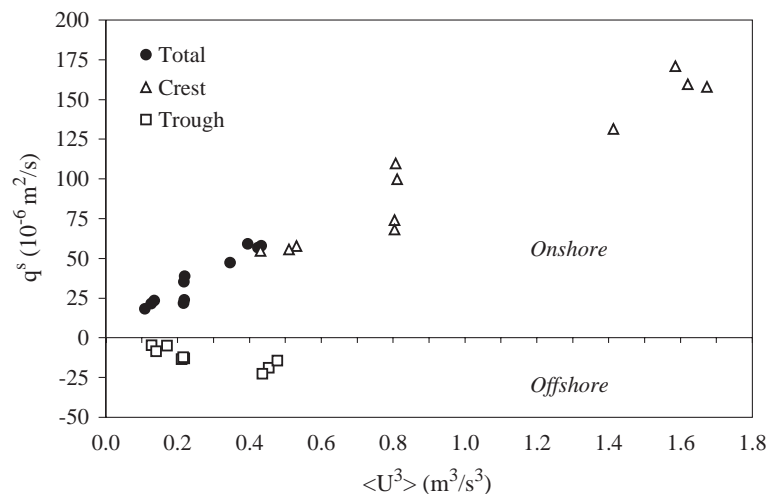 200
175
150
125
100
75
50
25
0
-25
-50
q^s (10^-6 m^2/s)
Total
Crest
Trough
Onshore
Offshore
0.0 0.2 0.4 0.6 0.8 1.0 1.2 1.4 1.6 1.8
<U^3> (m^3/s^3)